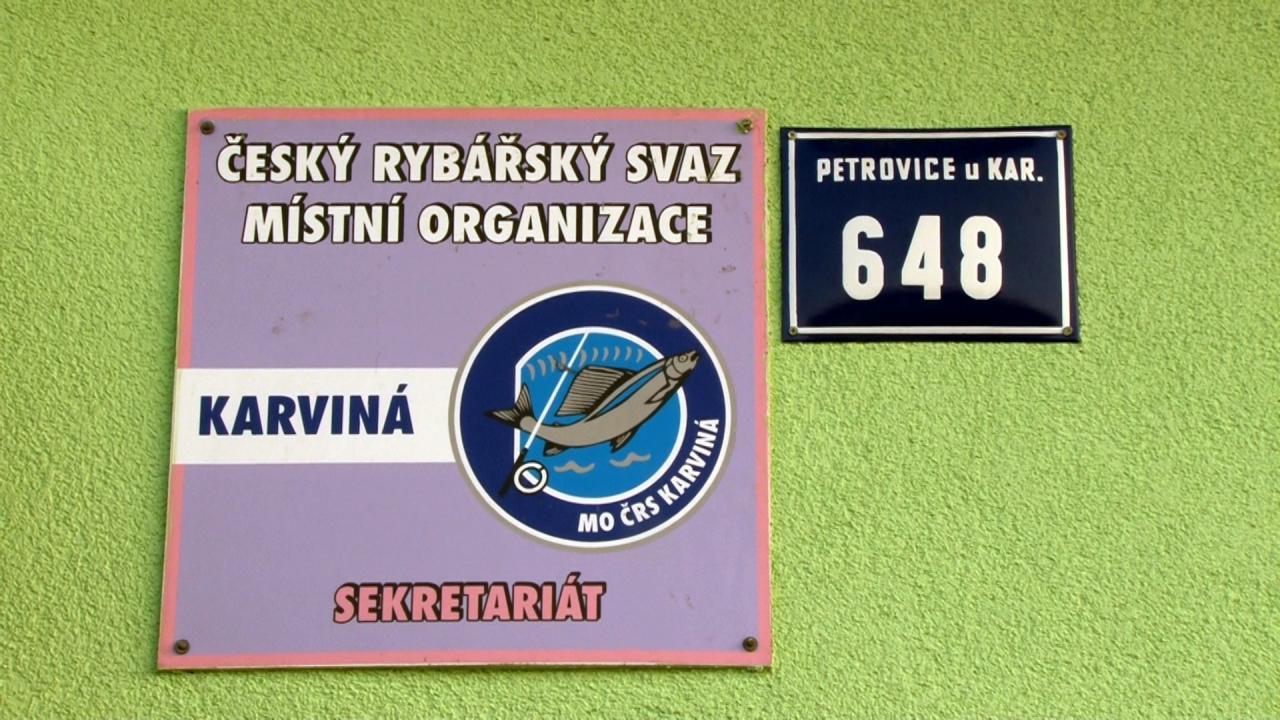 ČESKÝ RYBÁŘSKÝ SVAZ
MÍSTNÍ ORGANIZACE
KARVINÁ
MO ČRS KARVINÁ
SEKRETARIÁT
PETROVICE u KAR.
648